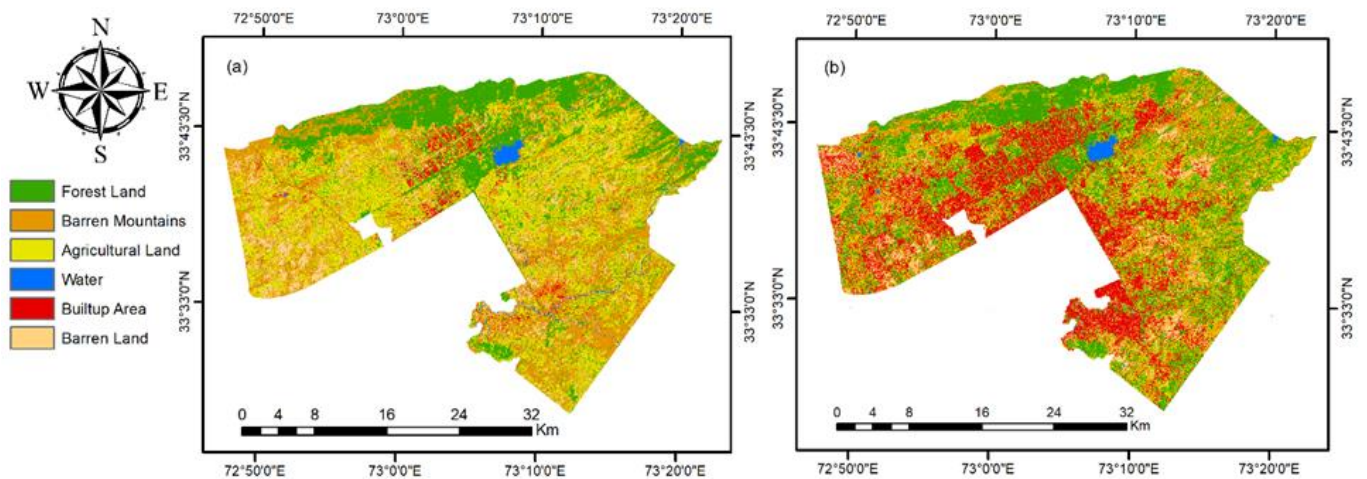 N
W E
S
Forest Land
Barren Mountains
Agricultural Land
Water
Builtup Area
Barren Land
72°50'0"E 73°0'0"E 73°10'0"E 73°20'0"E
(a)
33°43'30"N 33°43'30"N
33°33'0"N 33°33'0"N
0 4 8 16 24 32
Km
72°50'0"E 73°0'0"E 73°10'0"E 73°20'0"E
72°50'0"E 73°0'0"E 73°10'0"E 73°20'0"E
(b)
33°43'30"N 33°43'30"N
33°33'0"N 33°33'0"N
0 2 4 8 16 24 32
Km
72°50'0"E 73°0'0"E 73°10'0"E 73°20'0"E